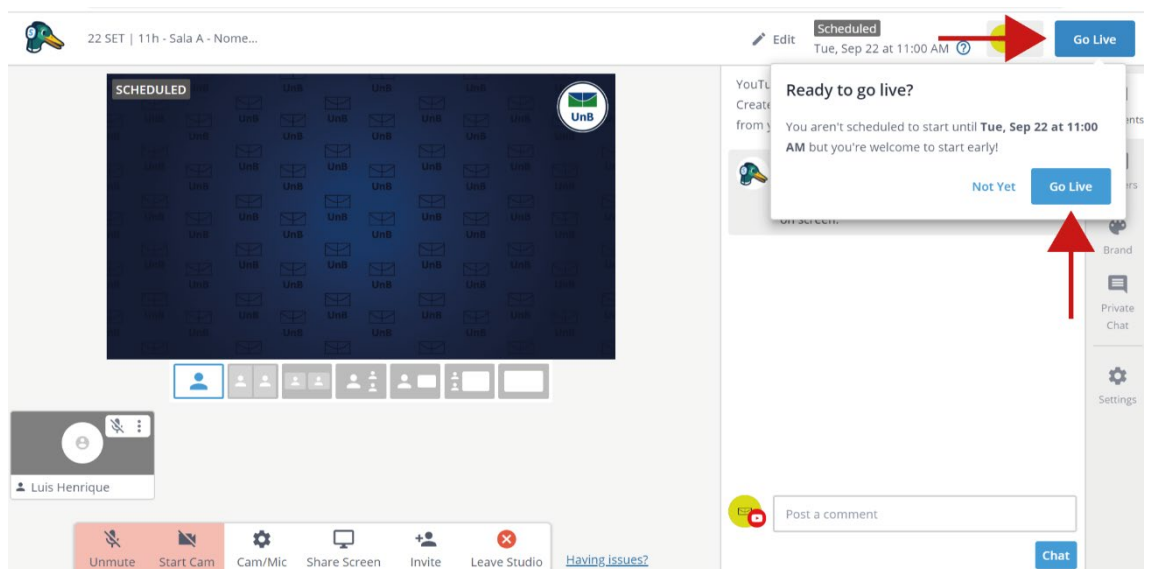 22 SET | 11h - Sala A - Nome...
Edit
Scheduled
Tue, Sep 22 at 11:00 AM
Go Live
SCHEDULED
UnB
Ready to go live?
You aren't scheduled to start until Tue, Sep 22 at 11:00
AM but you're welcome to start early!
Not Yet
Go Live
from
on screen.
Brand
Private
Chat
Settings
Luis Henrique
Unmute
Start Cam
Cam/Mic
Share Screen
Invite
Leave Studio
Having issues?
Post a comment
Chat